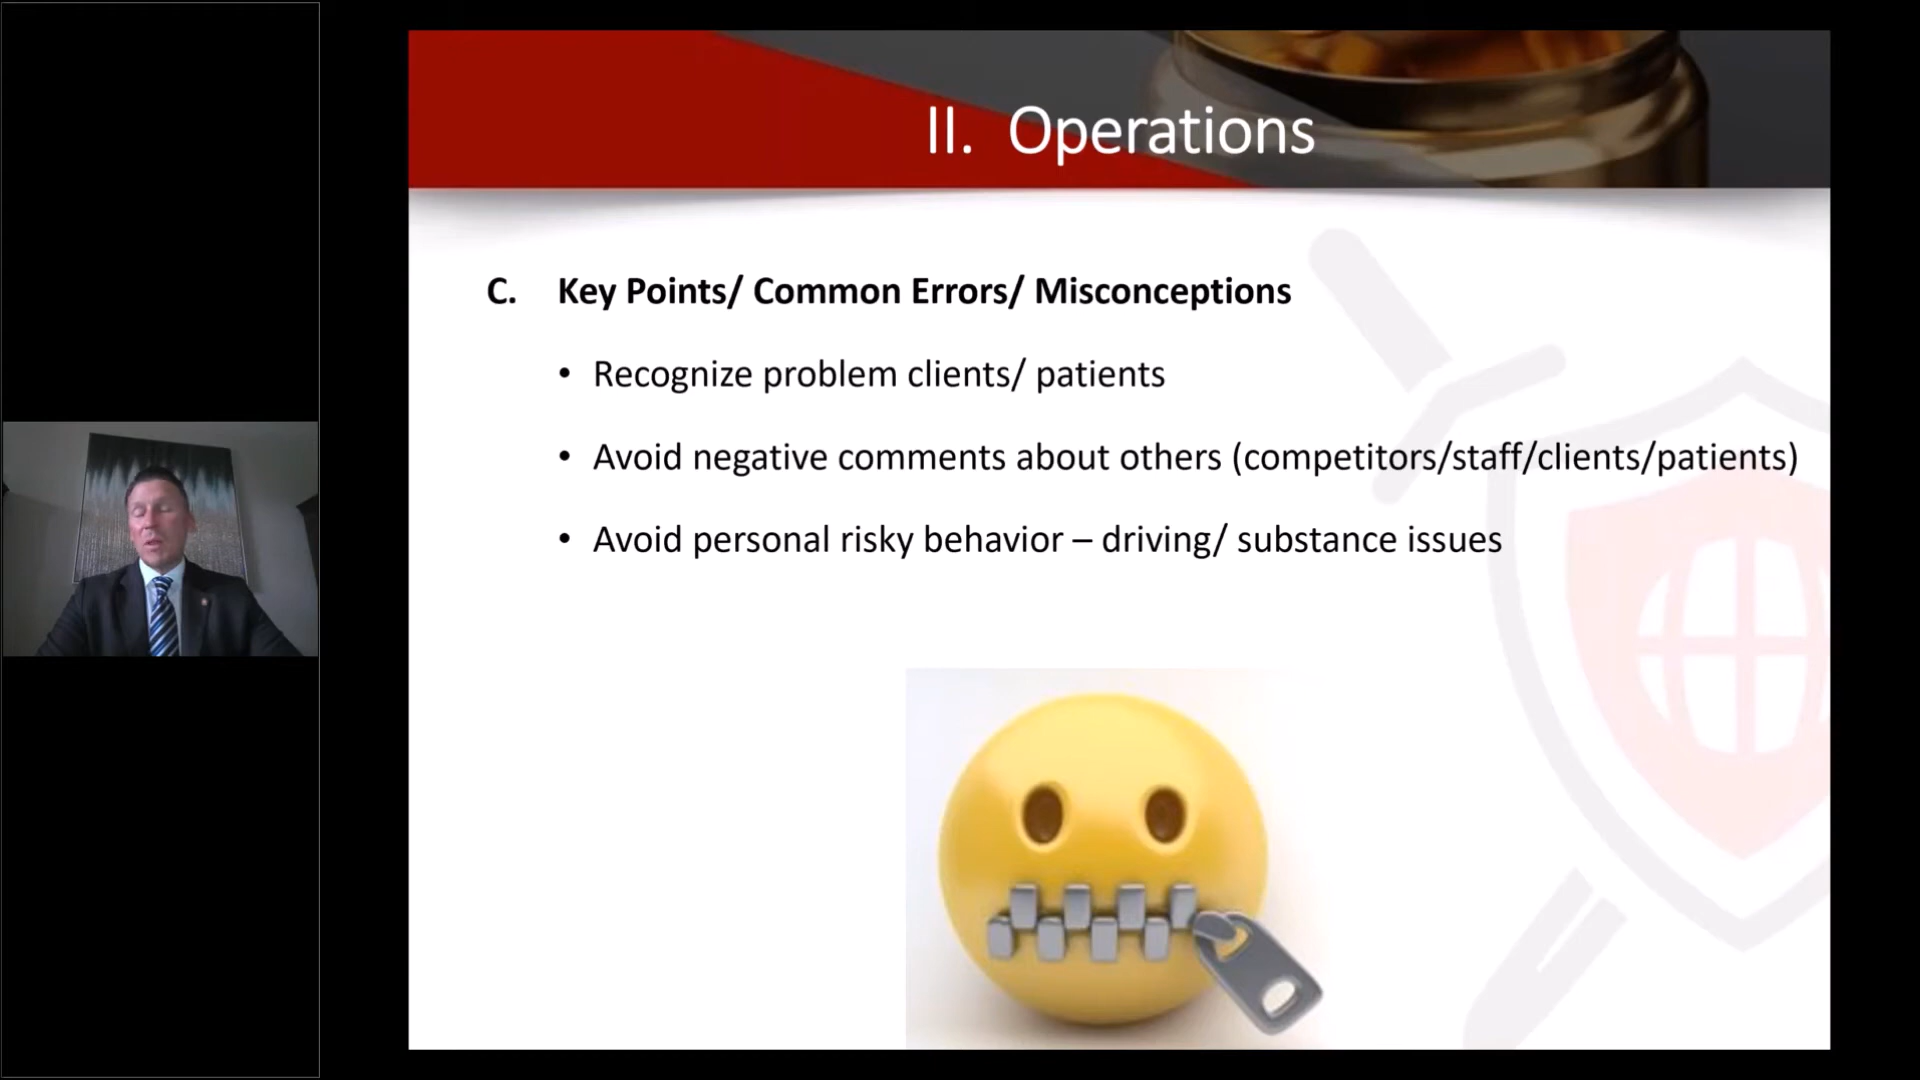 II. Operations
C. Key Points/ Common Errors/ Misconceptions
• Recognize problem clients/ patients
• Avoid negative comments about others (competitors/staff/clients/patients)
• Avoid personal risky behavior – driving/ substance issues